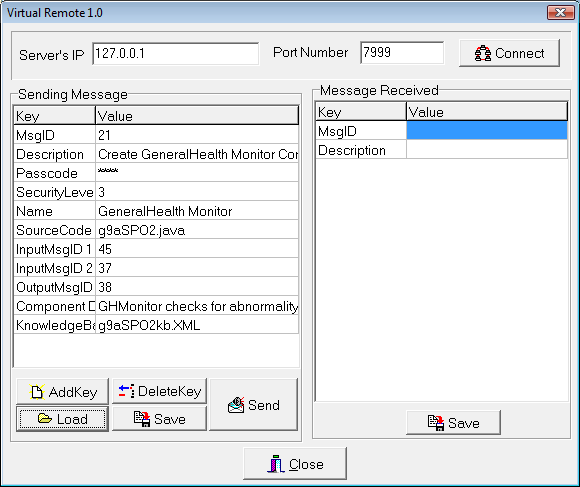 Virtual Remote 1.0
Server's IP 127.0.0.1 Port Number 7999 Connect
Sending Message
Key Value
MsgID 21
Description Create GeneralHealth Monitor Con
Passcode ****
SecurityLeve 3
Name GeneralHealth Monitor
SourceCode g9aSPO2.java
InputMsgID 1 45
InputMsgID 2 37
OutputMsgID 38
Component D GHMonitor checks for abnormality
KnowledgeBa g9aSPO2kb.XML
AddKey DeleteKey
Load Save
Send
Message Received
Key Value
MsgID
Description
Save
Close